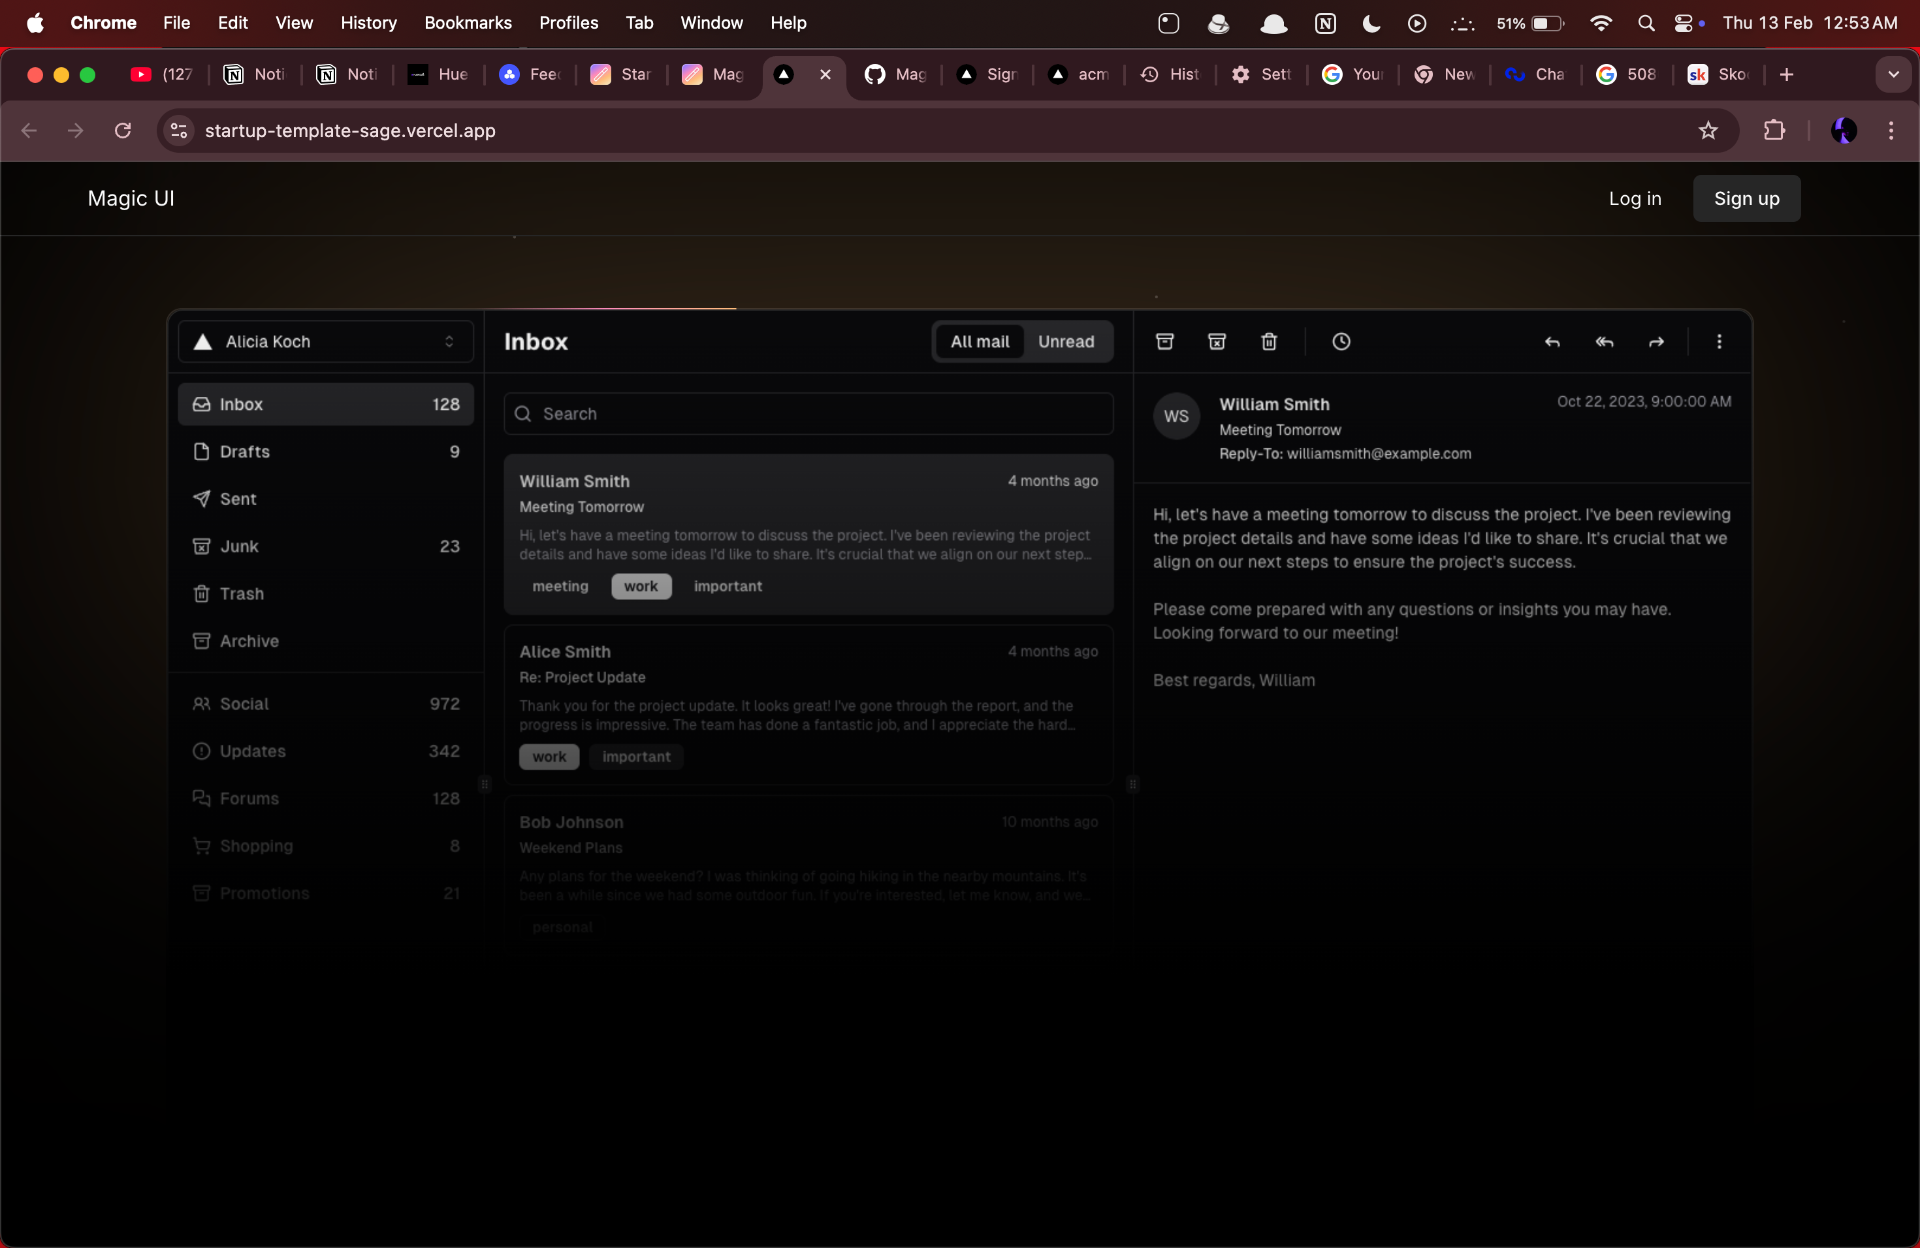 Chrome File Edit View History Bookmarks Profiles Tab Window Help 51% Thu 13 Feb 12:53 AM
(127 Noti Noti Hue Feed Star Mag Mag Sign acm Hist Sett Your New Cha 508 Sko
startup-template-sage.vercel.app
Magic UI
Log in
Sign up
Alicia Koch
Inbox 128
Drafts 9
Sent
Junk 23
Trash
Archive
Social 972
Updates 342
Forums 128
Shopping 8
Promotions 21
Inbox
All mail Unread
Search
William Smith 4 months ago
Meeting Tomorrow
Hi, let's have a meeting tomorrow to discuss the project. I've been reviewing the project
details and have some ideas I'd like to share. It's crucial that we align on our next step...
meeting work important
Alice Smith 4 months ago
Re: Project Update
Thank you for the project update. It looks great! I've gone through the report, and the
progress is impressive. The team has done a fantastic job, and I appreciate the hard...
work important
Bob Johnson 10 months ago
Weekend Plans
Any plans for the weekend? I was thinking of going hiking in the nearby mountains. It's
been a while since we had some outdoor fun. If you're interested, let me know, and we...
personal
WS
William Smith Oct 22, 2023, 9:00:00 AM
Meeting Tomorrow
Reply-To: williamsmith@example.com
Hi, let's have a meeting tomorrow to discuss the project. I've been reviewing
the project details and have some ideas I'd like to share. It's crucial that we
align on our next steps to ensure the project's success.
Please come prepared with any questions or insights you may have.
Looking forward to our meeting!
Best regards, William